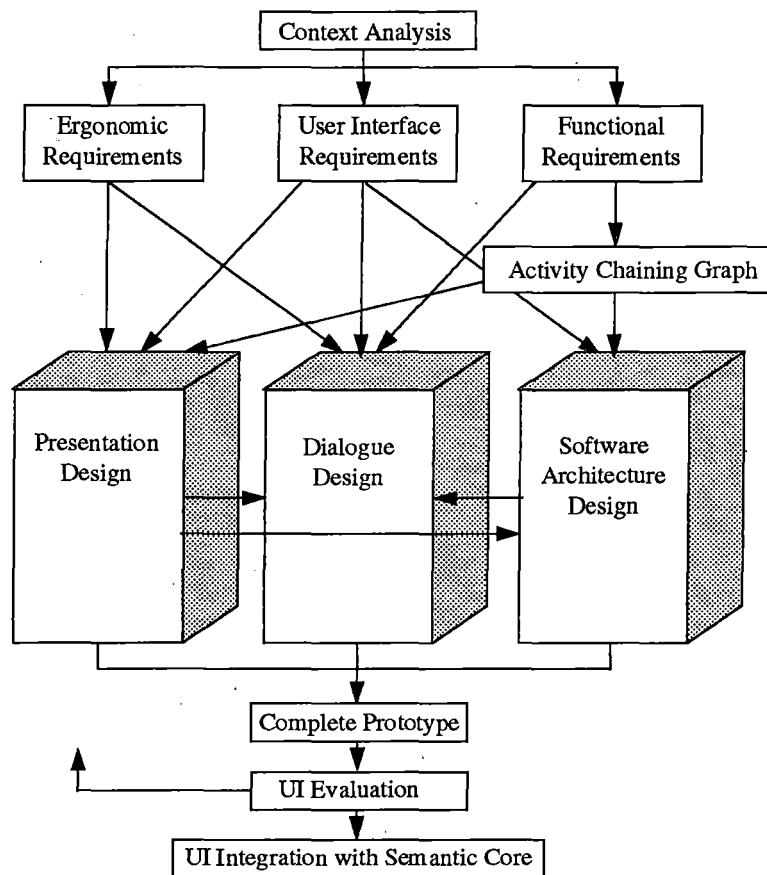 Context Analysis
Ergonomic
Requirements
User Interface
Requirements
Functional
Requirements
Activity Chaining Graph
Presentation
Design
Dialogue
Design
Software
Architecture
Design
Complete Prototype
UI Evaluation
UI Integration with Semantic Core